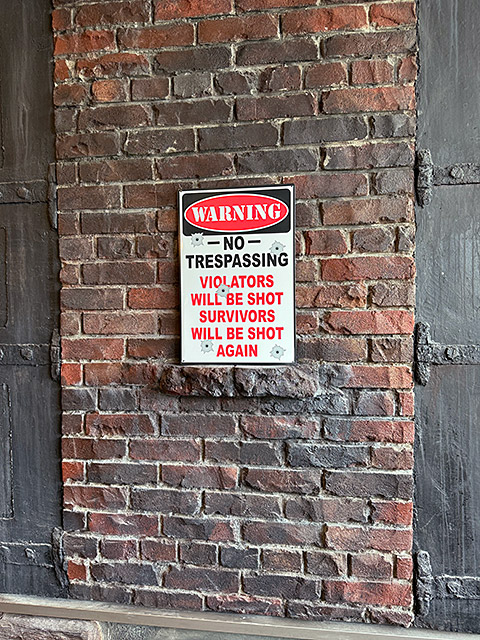 WARNING
— NO —
TRESPASSING
VIOLATORS
WILL BE SHOT
SURVIVORS
WILL BE SHOT
AGAIN